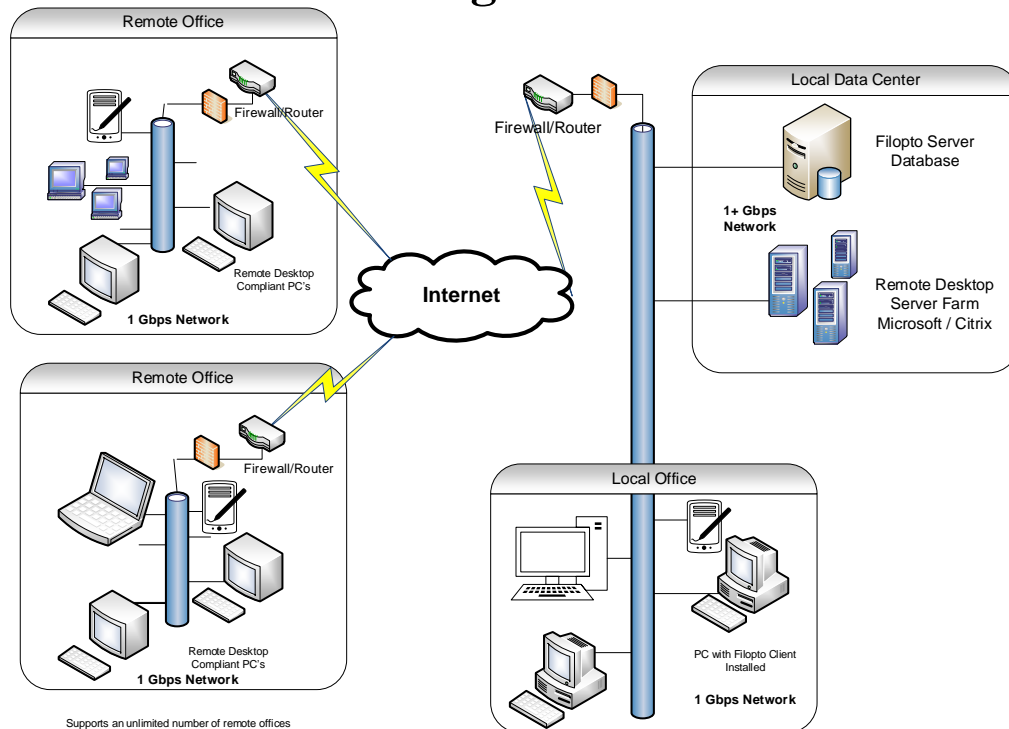 Remote Office
Firewall/Router
Remote Desktop
Compliant PC's
1 Gbps Network
Internet
Firewall/Router
Local Data Center
Filopto Server
Database
1+ Gbps
Network
Remote Desktop
Server Farm
Microsoft / Citrix
Remote Office
Firewall/Router
Remote Desktop
Compliant PC's
1 Gbps Network
Supports an unlimited number of remote offices
Local Office
PC with Filopto Client
Installed
1 Gbps Network